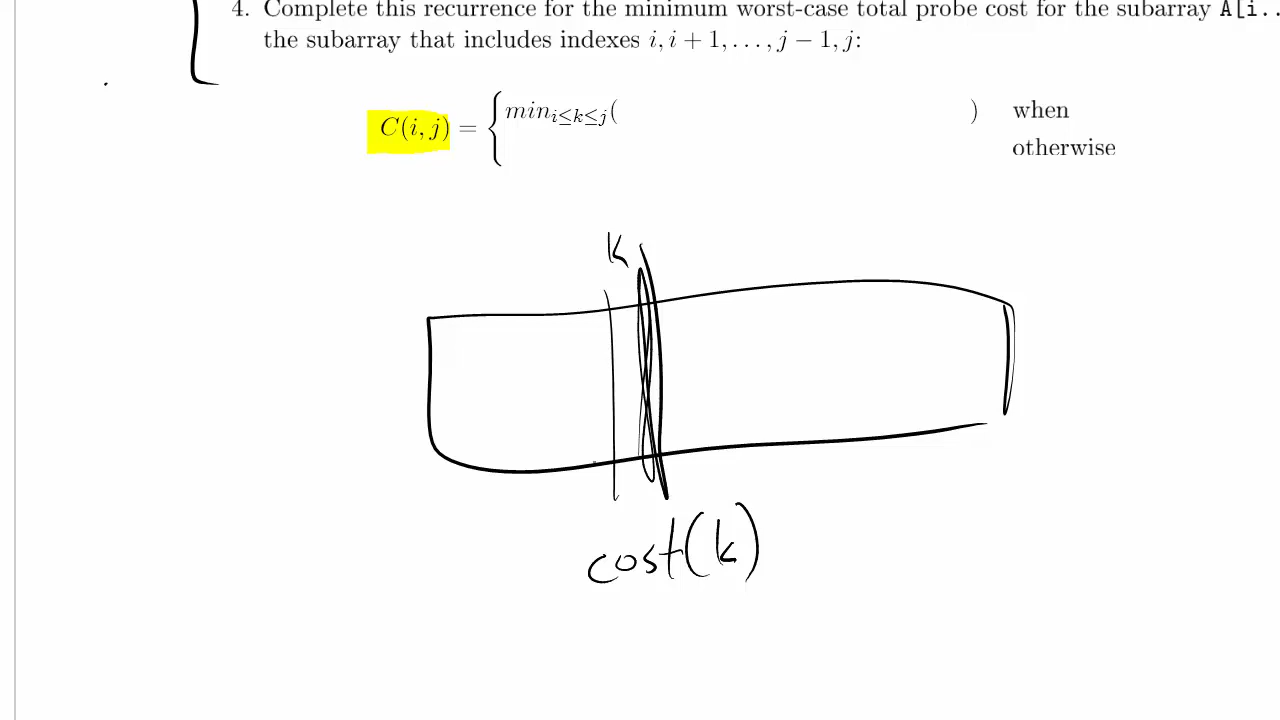 4. Complete this recurrence for the minimum worst-case total probe cost for the subarray A[i..
the subarray that includes indexes i, i + 1, . . . , j − 1, j:
C(i, j) = { min_{i≤k≤j}( ) when
otherwise
k
cost(k)